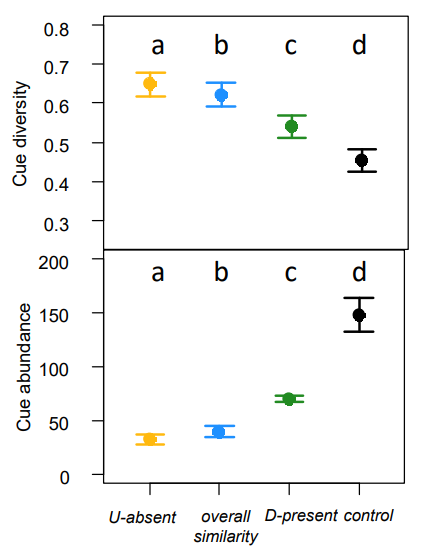 Cue diversity
0.8
0.7
0.6
0.5
0.4
0.3
a b c d
Cue abundance
200
150
100
50
0
a b c d
U-absent overall similarity D-present control